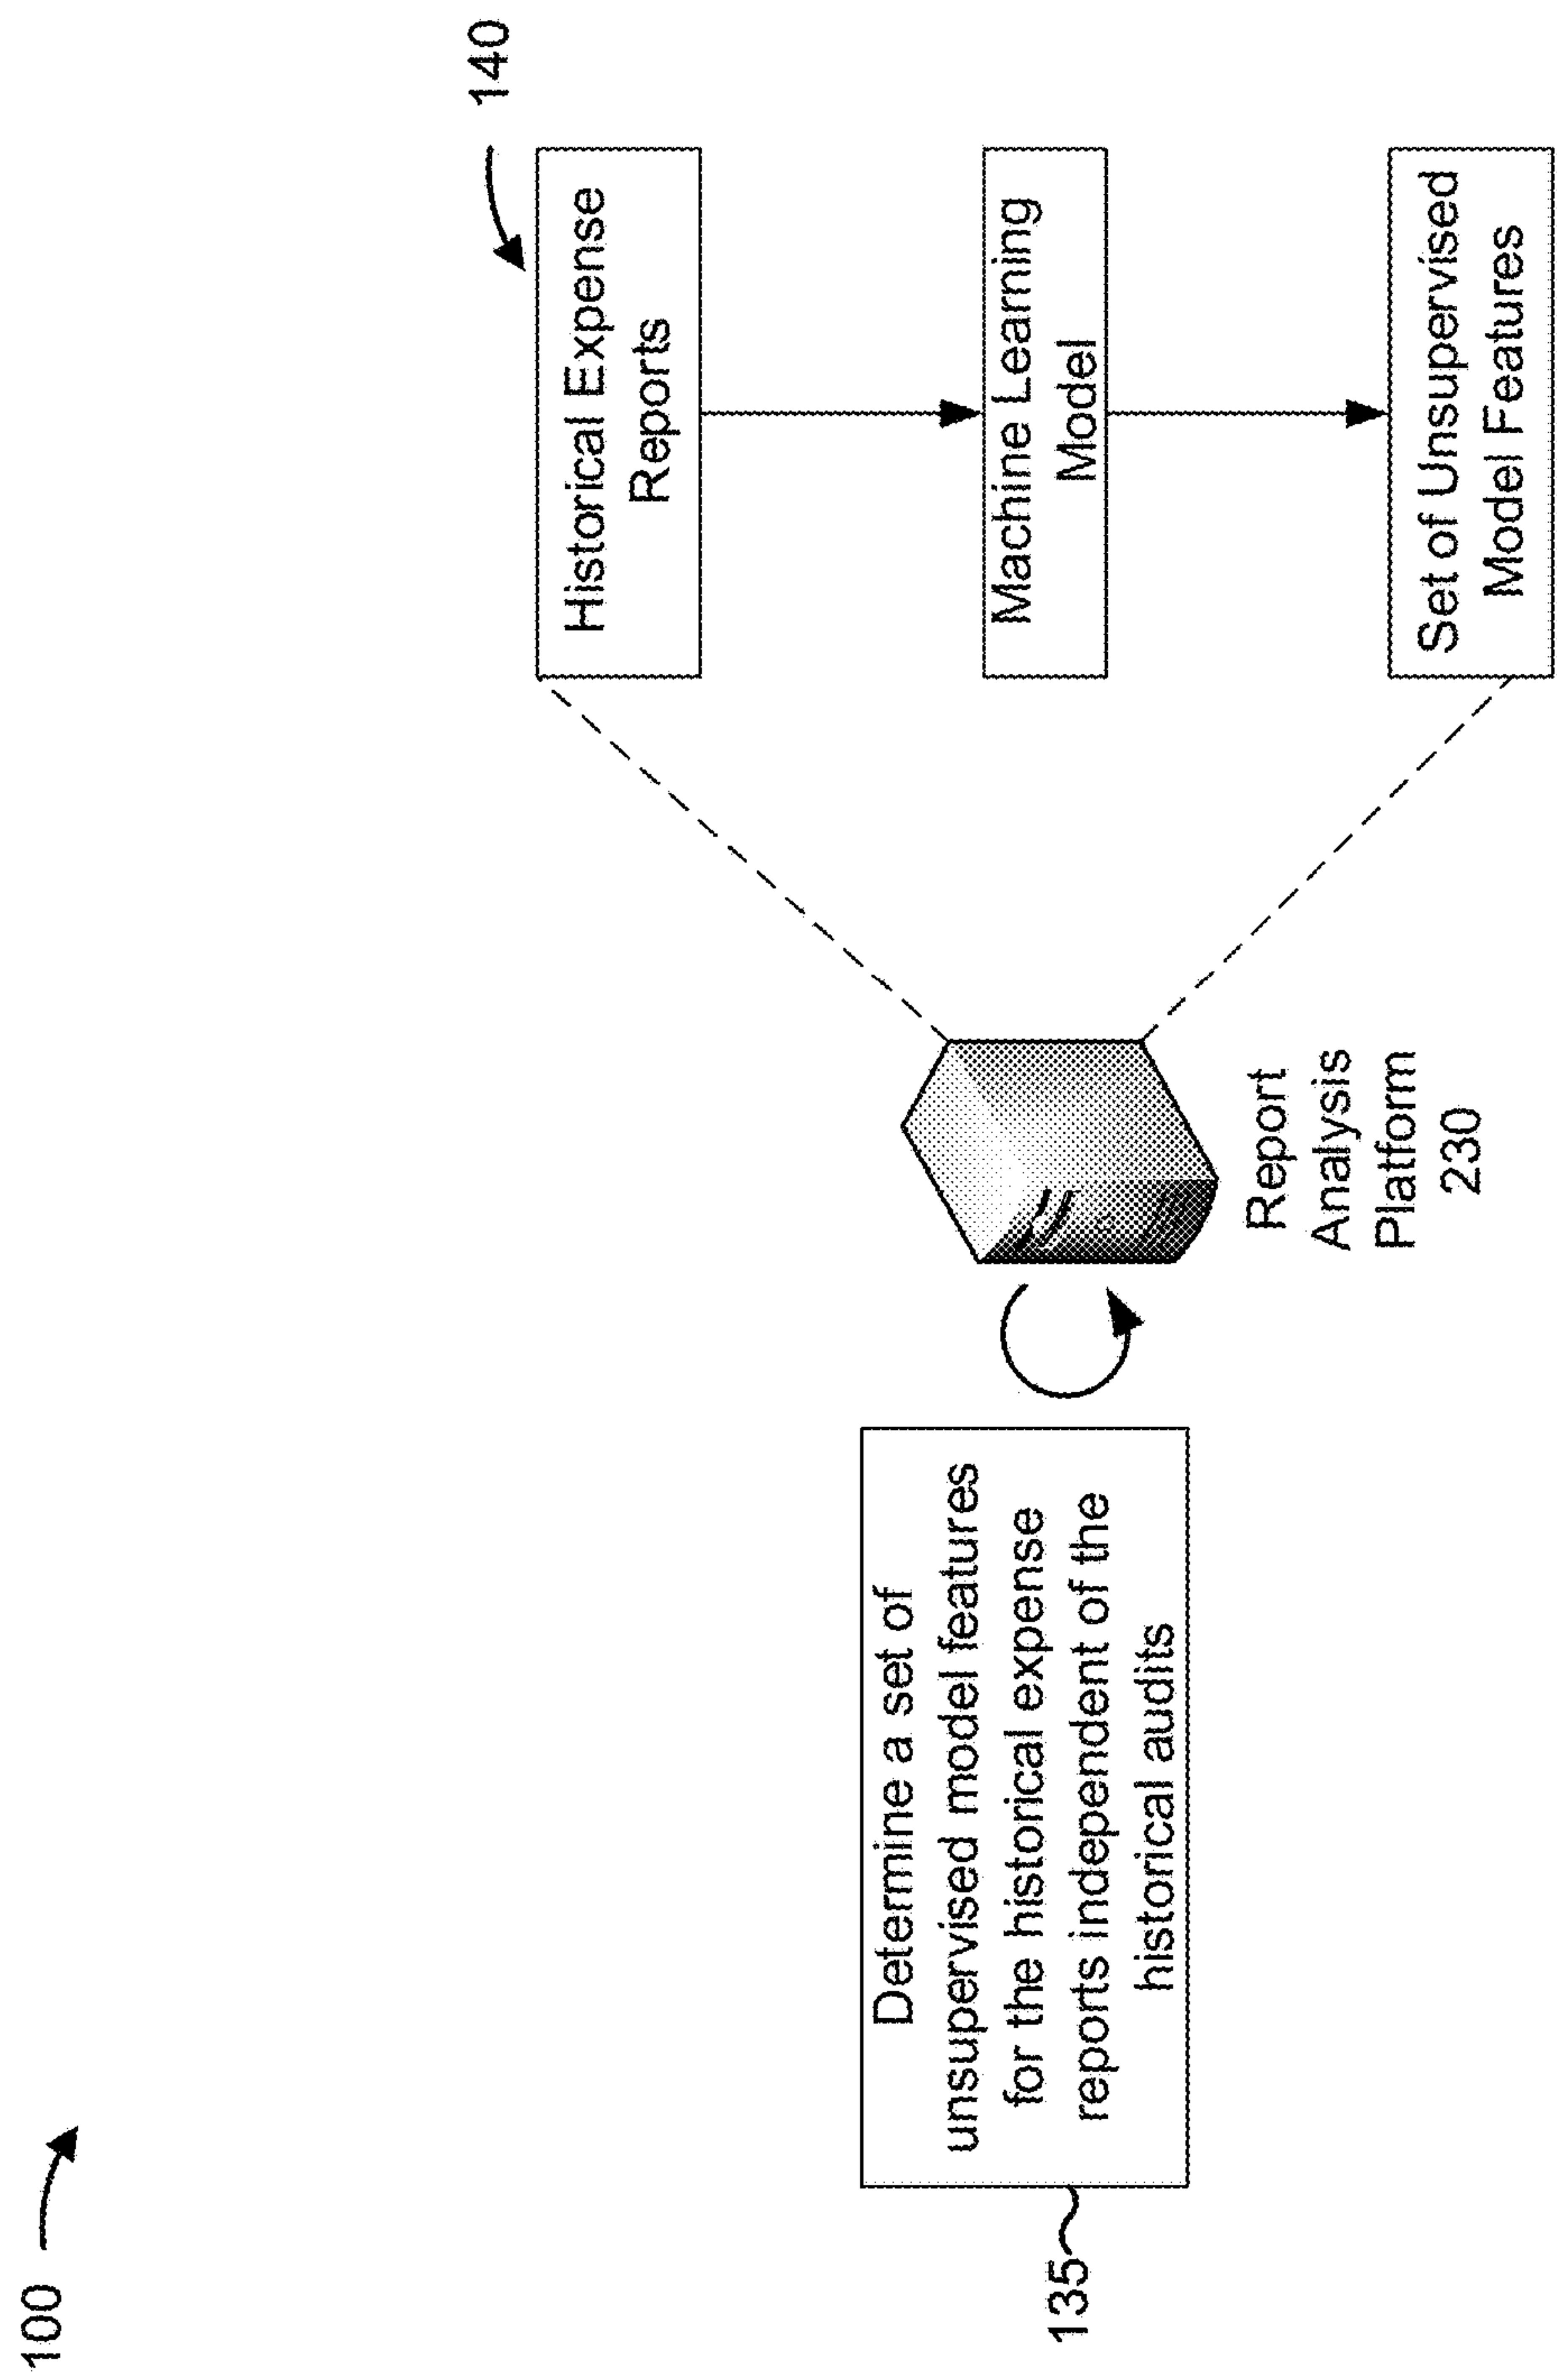 100
135
Determine a set of
unsupervised model features
for the historical expense
reports independent of the
historical audits
Report
Analysis
Platform
230
140
Historical Expense
Reports
Machine Learning
Model
Set of Unsupervised
Model Features